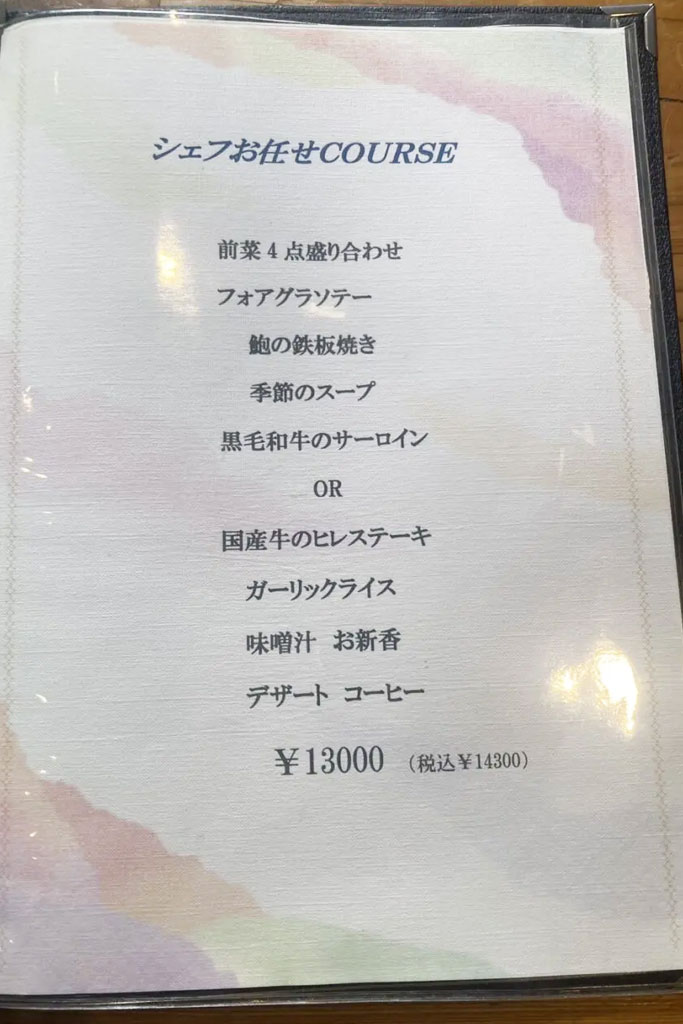 シェフお任せCOURSE
前菜４点盛り合わせ
フォアグラソテー
鮑の鉄板焼き
季節のスープ
黒毛和牛のサーロイン
OR
国産牛のヒレステーキ
ガーリックライス
味噌汁　お新香
デザート　コーヒー
￥13000　（税込￥14300）